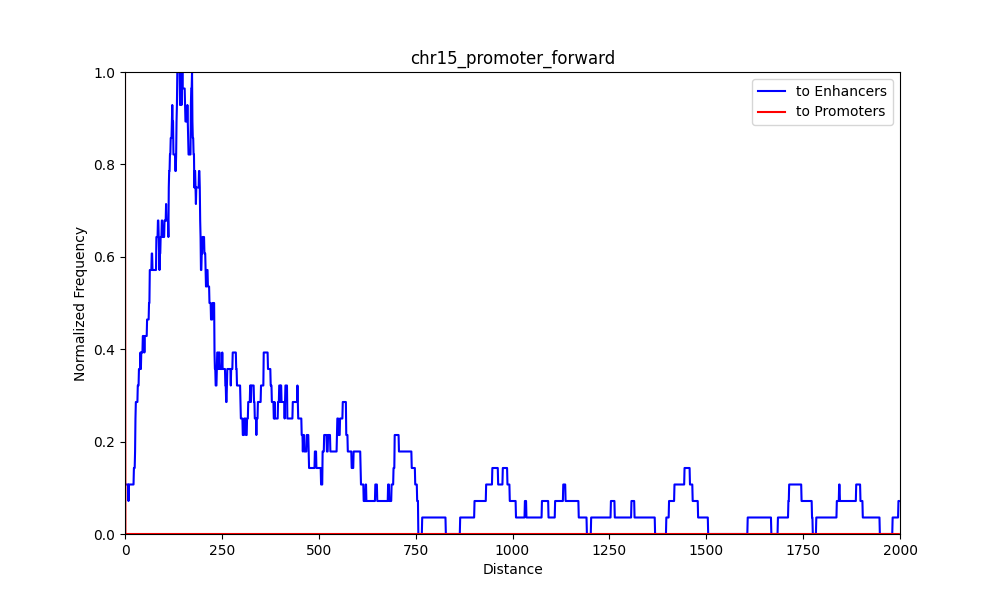 chr15_promoter_forward
to Enhancers
to Promoters
Normalized Frequency
1.0
0.8
0.6
0.4
0.2
0.0
0 250 500 750 1000 1250 1500 1750 2000
Distance